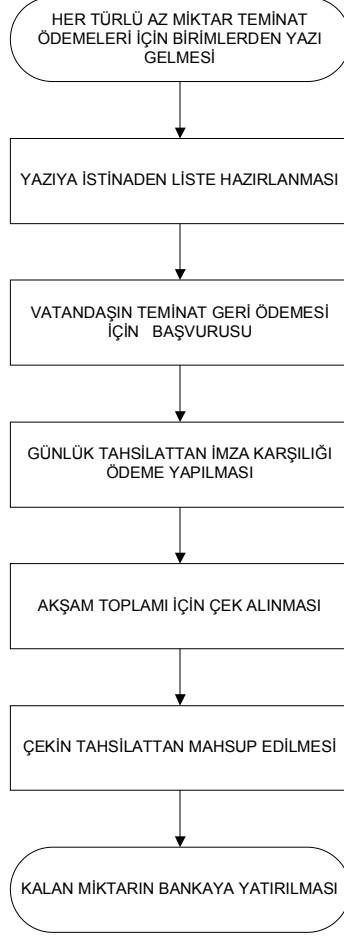 HER TÜRLÜ AZ MİKTAR TEMİNAT
ÖDEMELERİ İÇİN BİRİMLERDEN YAZI
GELMESİ
YAZIYA İSTİNADEN LİSTE HAZIRLANMASI
VATANDAŞIN TEMİNAT GERİ ÖDEMESİ
İÇİN BAŞVURUSU
GÜNLÜK TAHSİLATTAN İMZA KARŞILIĞI
ÖDEME YAPILMASI
AKŞAM TOPLAMI İÇİN ÇEK ALINMASI
ÇEKİN TAHSİLATTAN MAHSUP EDİLMESİ
KALAN MİKTARIN BANKAYA YATIRILMASI